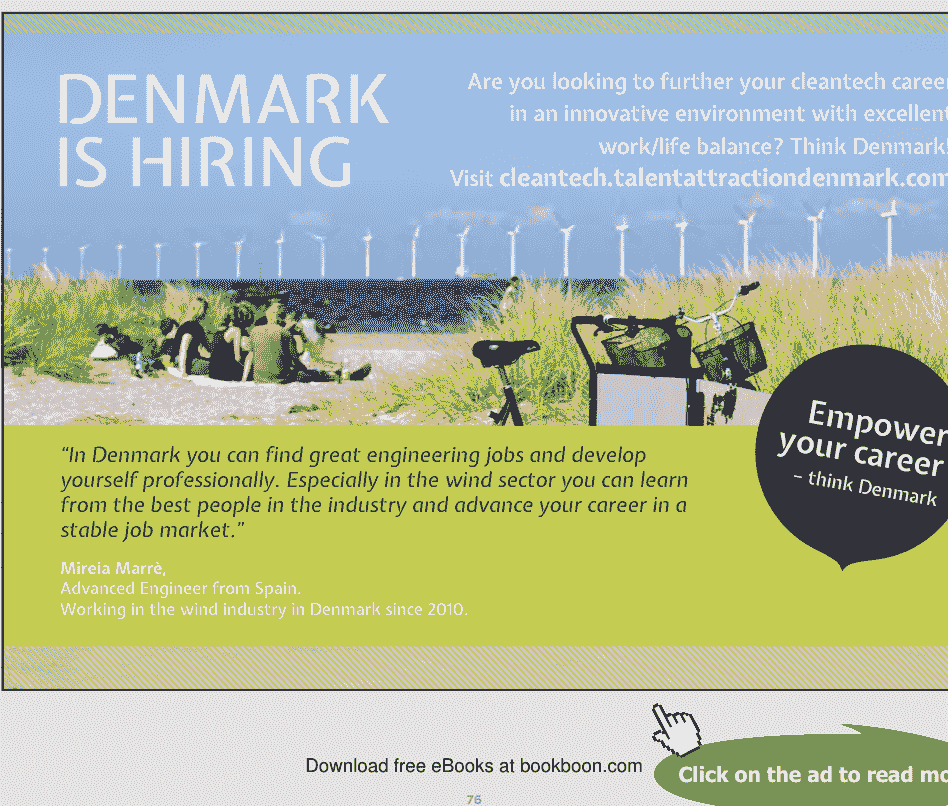 DENMARK
IS HIRING
Are you looking to further your cleantech career
in an innovative environment with excellent
work/life balance? Think Denmark!
Visit cleantech.talentattractiondenmark.com
Empower
your career
– think Denmark
“In Denmark you can find great engineering jobs and develop
yourself professionally. Especially in the wind sector you can learn
from the best people in the industry and advance your career in a
stable job market.”
Mireia Marrè,
Advanced Engineer from Spain.
Working in the wind industry in Denmark since 2010.
Download free eBooks at bookboon.com
Click on the ad to read mo
76